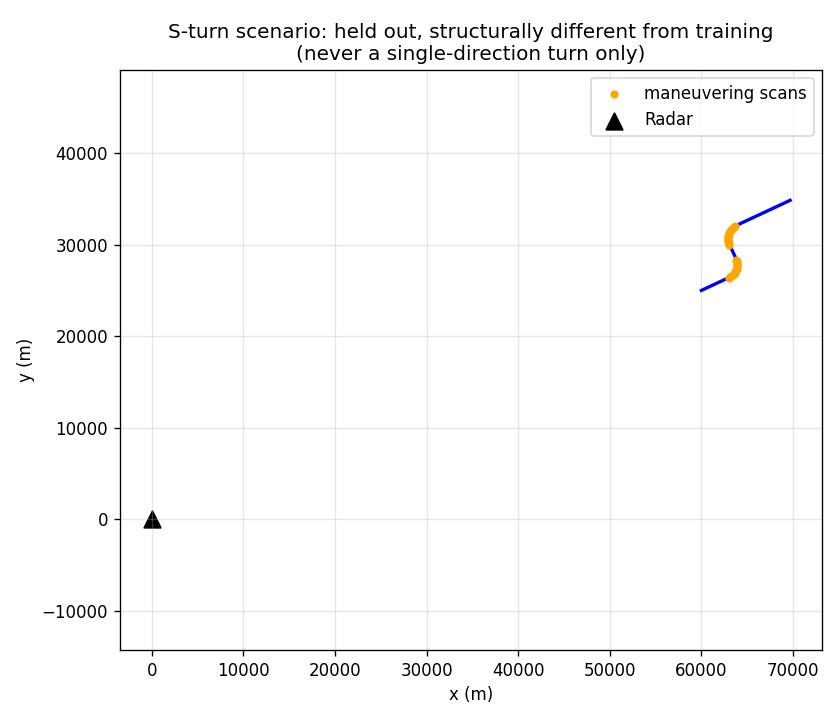 S-turn scenario: held out, structurally different from training
(never a single-direction turn only)
maneuvering scans
Radar
y (m)
40000
30000
20000
10000
0
−10000
0 10000 20000 30000 40000 50000 60000 70000
x (m)